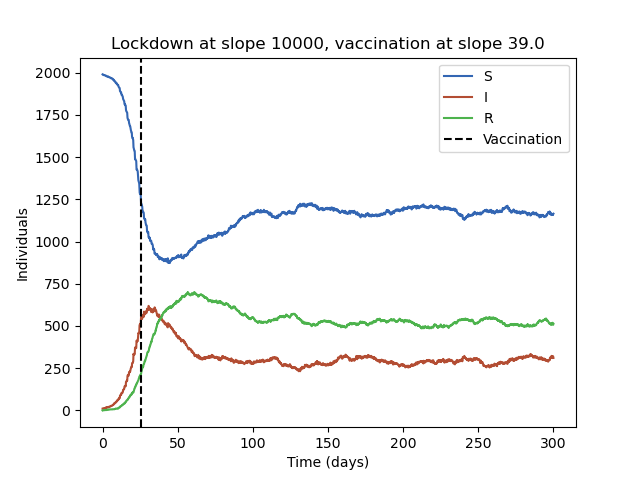 Lockdown at slope 10000, vaccination at slope 39.0
2000
1750
1500
1250
1000
750
500
250
0
Individuals
S
I
R
Vaccination
0 50 100 150 200 250 300
Time (days)